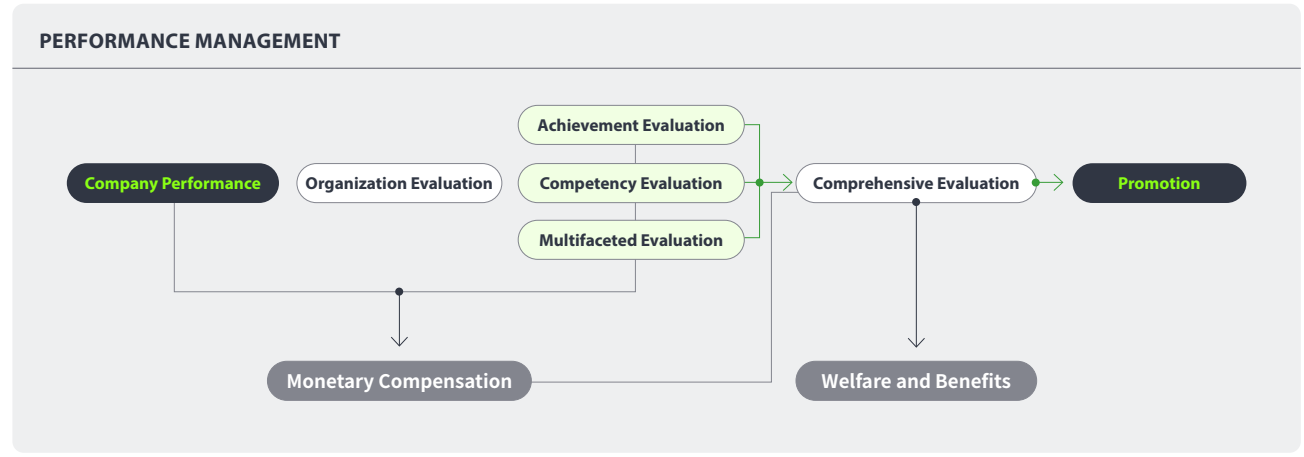 PERFORMANCE MANAGEMENT
Achievement Evaluation
Company Performance
Organization Evaluation
Competency Evaluation
Comprehensive Evaluation
Promotion
Multifaceted Evaluation
Monetary Compensation
Welfare and Benefits